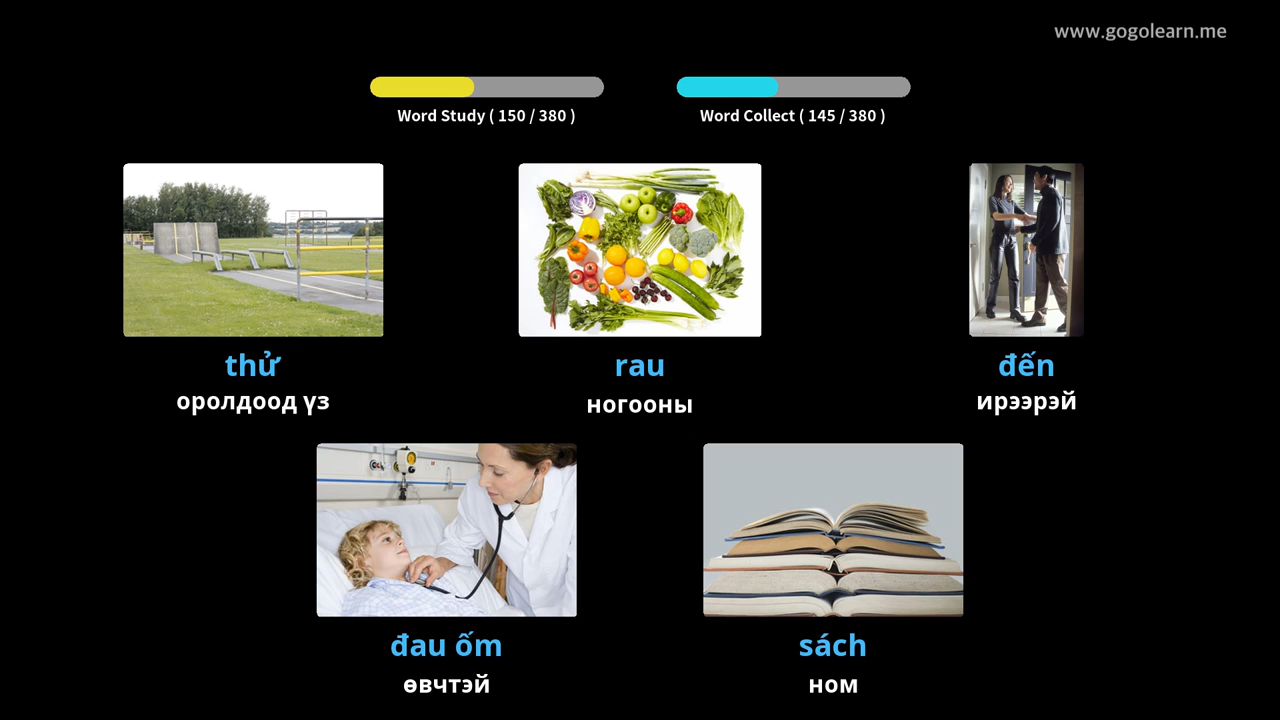 www.gogolearn.me
Word Study ( 150 / 380 )
Word Collect ( 145 / 380 )
thử
rau
đến
оролдоод үз
ногооны
ирээрэй
đau ốm
sách
өвчтэй
ном